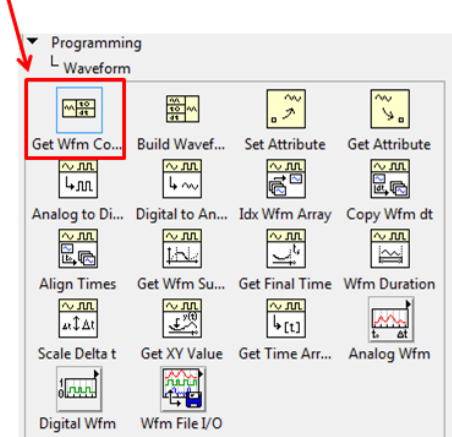 Programming
Waveform
Get Wfm Co... Build Wavef... Set Attribute Get Attribute
Analog to Di... Digital to An... Idx Wfm Array Copy Wfm dt
Align Times Get Wfm Su... Get Final Time Wfm Duration
Scale Delta t Get XY Value Get Time Arr... Analog Wfm
Digital Wfm Wfm File I/O